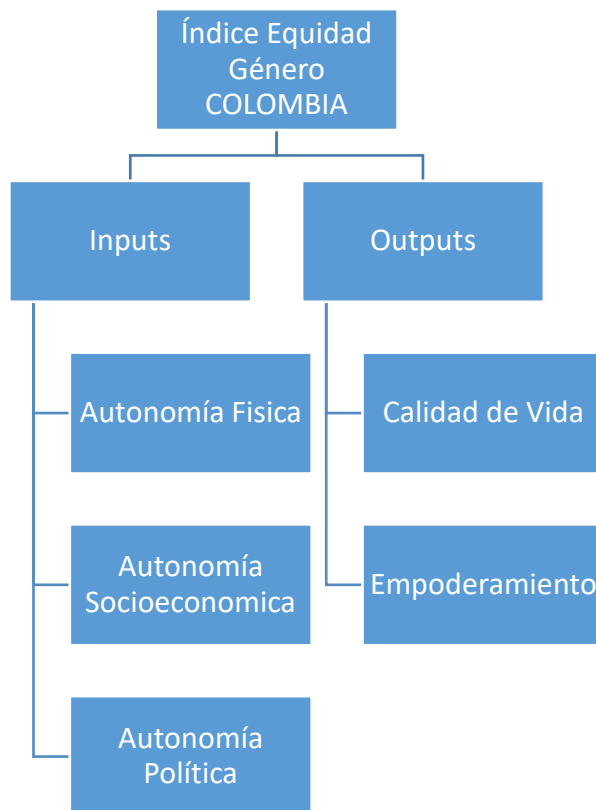 Índice Equidad
Género
COLOMBIA
Inputs
Outputs
Autonomía Fisica
Calidad de Vida
Autonomía
Socioeconomica
Empoderamiento
Autonomía
Política